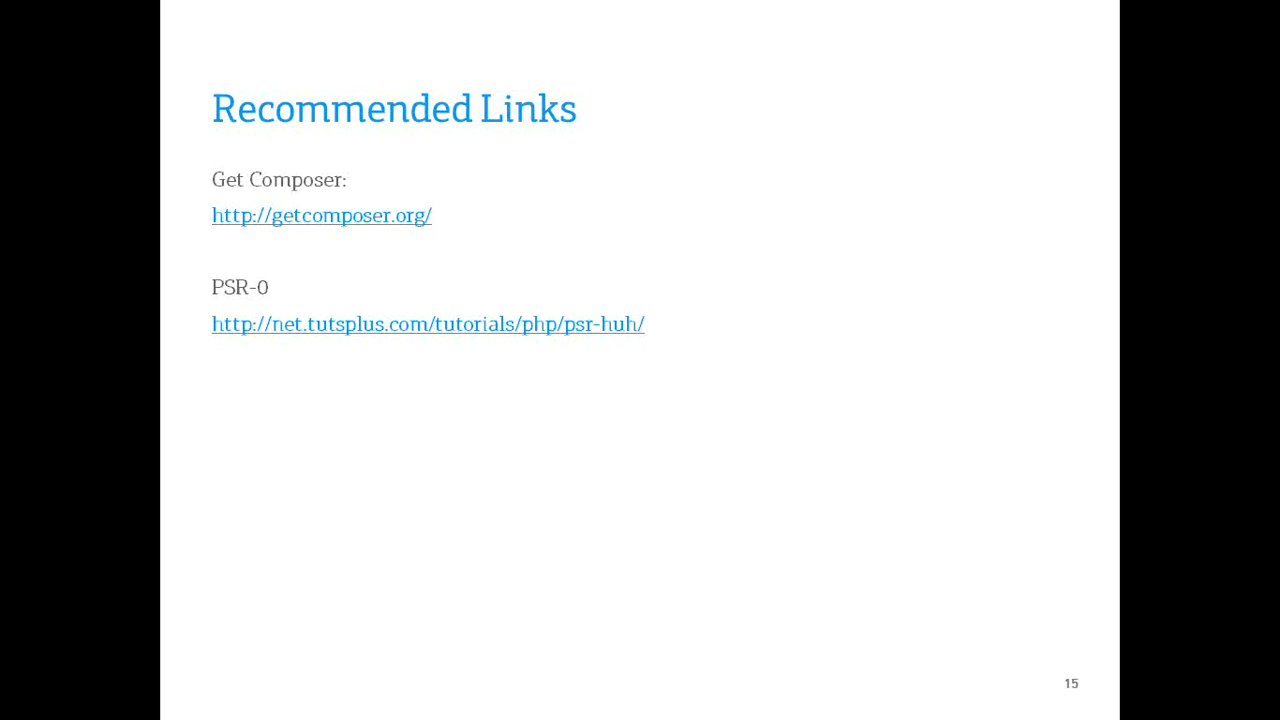 Recommended Links
Get Composer:
http://getcomposer.org/
PSR-0
http://net.tutsplus.com/tutorials/php/psr-huh/
15